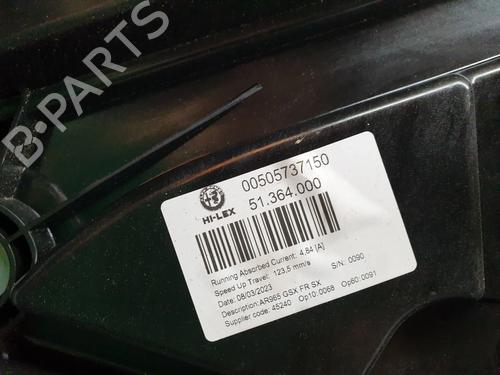 B-PARTS
00505737150
51.364.000
HI-LEX
Running Absorbed Current: 4,84 [A]
Speed Up Travel: 123,5 mm/s
S/N: 0090
Date: 08/03/2023
Description: AR965 GSX FR SX
Supplier code: 45240 Op10:0068 Op60:0091